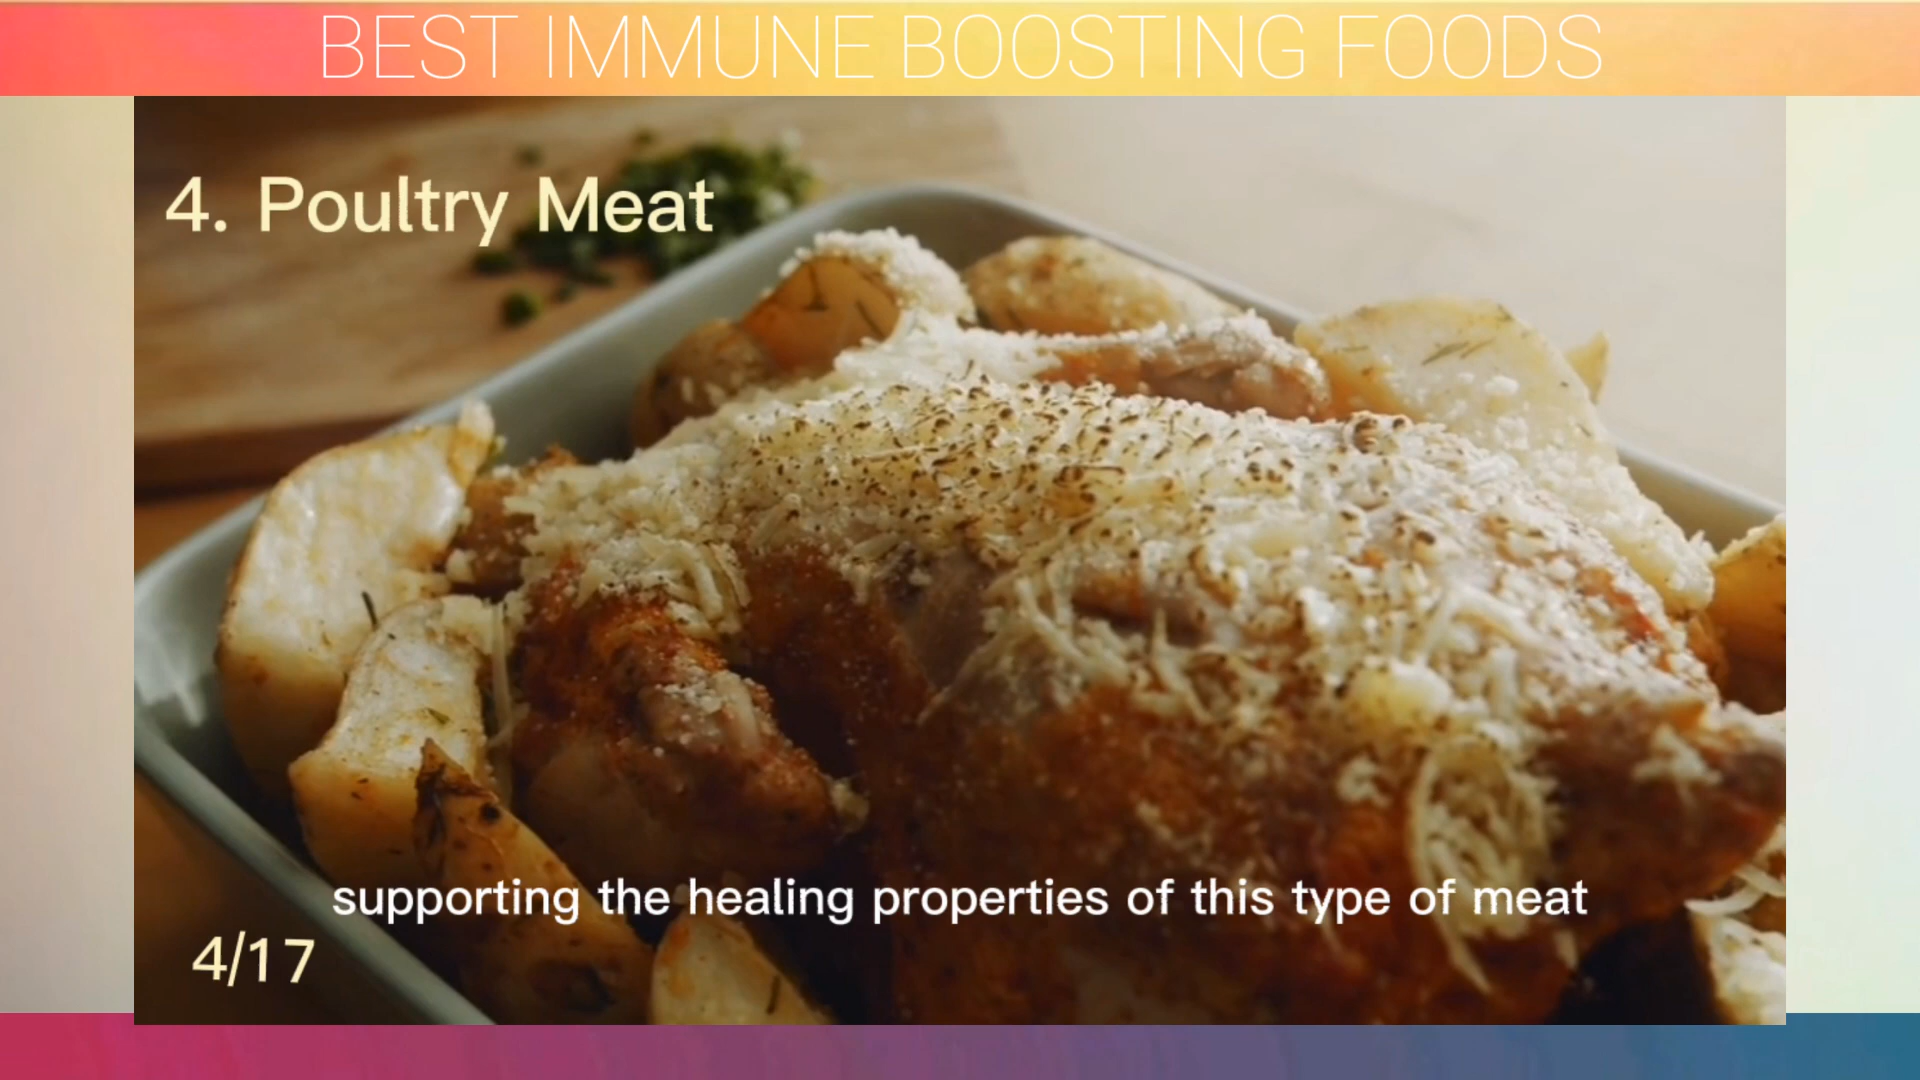 BEST IMMUNE BOOSTING FOODS
4. Poultry Meat
supporting the healing properties of this type of meat
4/17